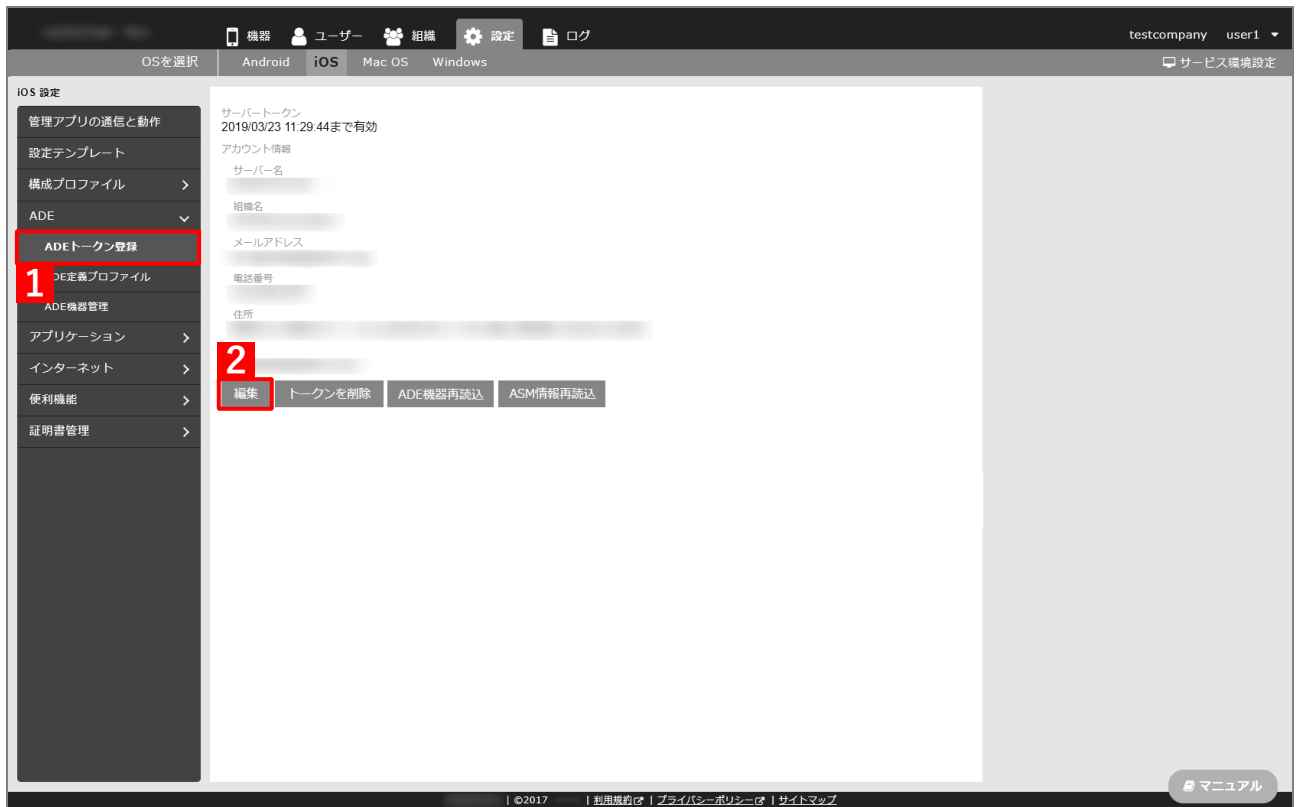 機器 ユーザー 組織 設定 ログ testcompany user1
OSを選択 Android iOS Mac OS Windows サービス環境設定
iOS 設定
管理アプリの通信と動作
設定テンプレート
構成プロファイル
ADE
ADEトークン登録
1
DE定義プロファイル
ADE機器管理
アプリケーション
インターネット
便利機能
証明書管理
サーバートークン
2019/03/23 11:29:44まで有効
アカウント情報
サーバー名
組織名
メールアドレス
電話番号
住所
2
編集 トークンを削除 ADE機器再読込 ASM情報再読込
マニュアル
| ©2017 | 利用規約 | プライバシーポリシー | サイトマップ